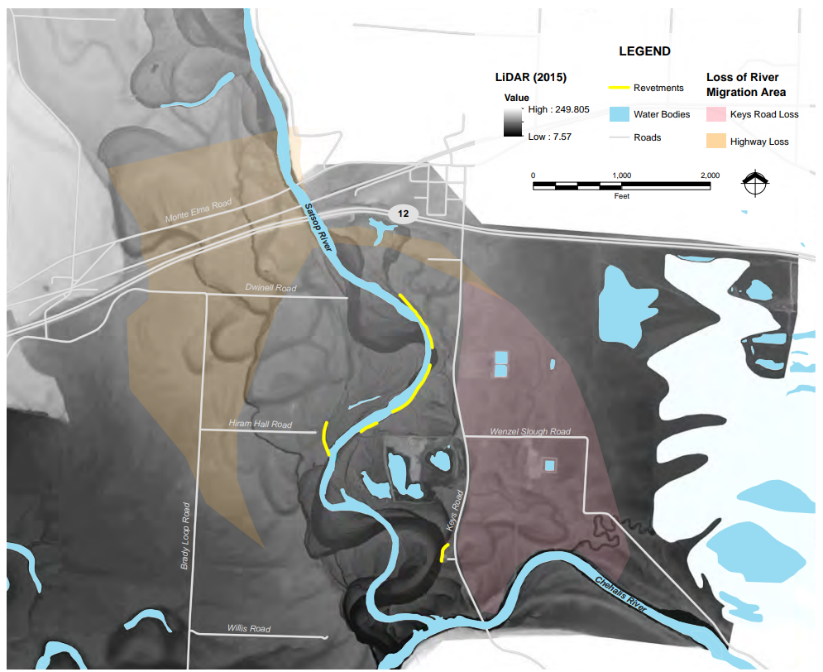 LEGEND
LiDAR (2015)
Value
High : 249.805
Low : 7.57
Revetments
Water Bodies
Roads
Loss of River
Migration Area
Keys Road Loss
Highway Loss
0 1,000 2,000
Feet
Monte Elma Road
12
Satsop River
Dwinell Road
Hiram Hall Road
Wenzel Slough Road
Keys Road
Brady Loop Road
Chehalis River
Willis Road